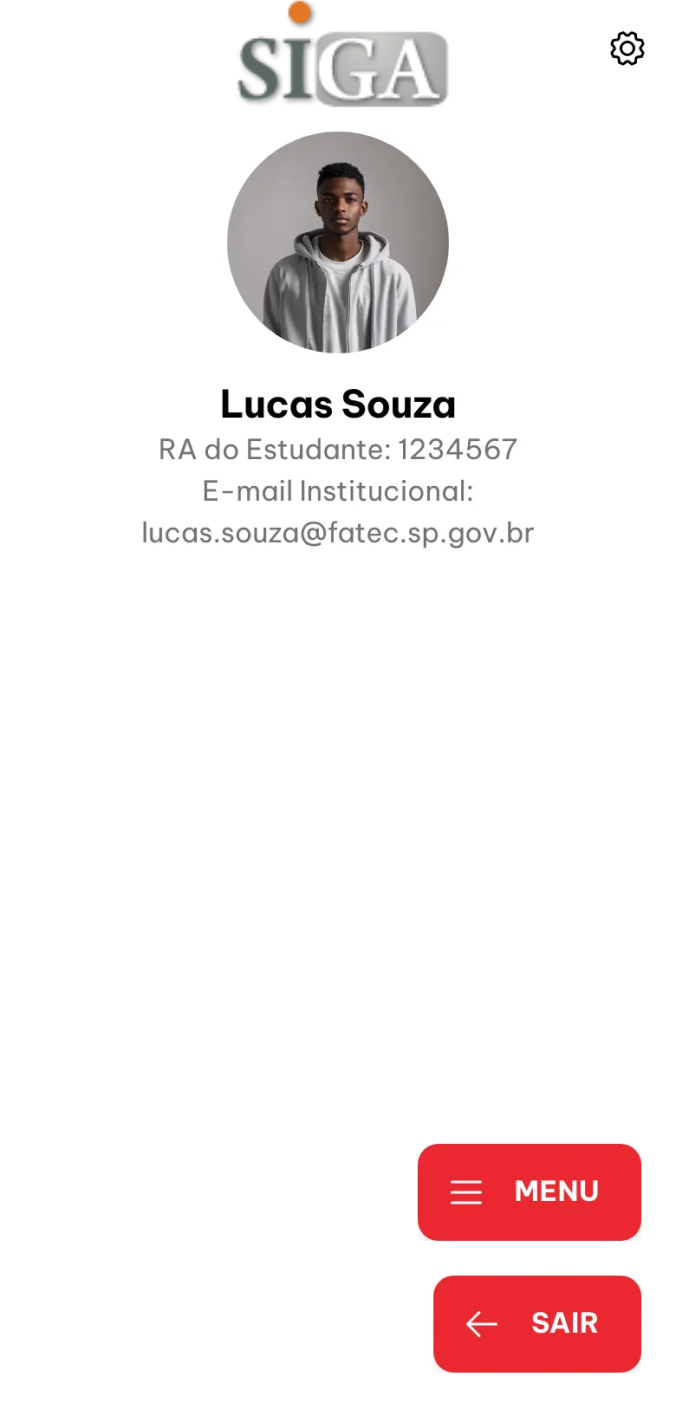 SIGA
Lucas Souza
RA do Estudante: 1234567
E-mail Institucional:
lucas.souza@fatec.sp.gov.br
MENU
SAIR